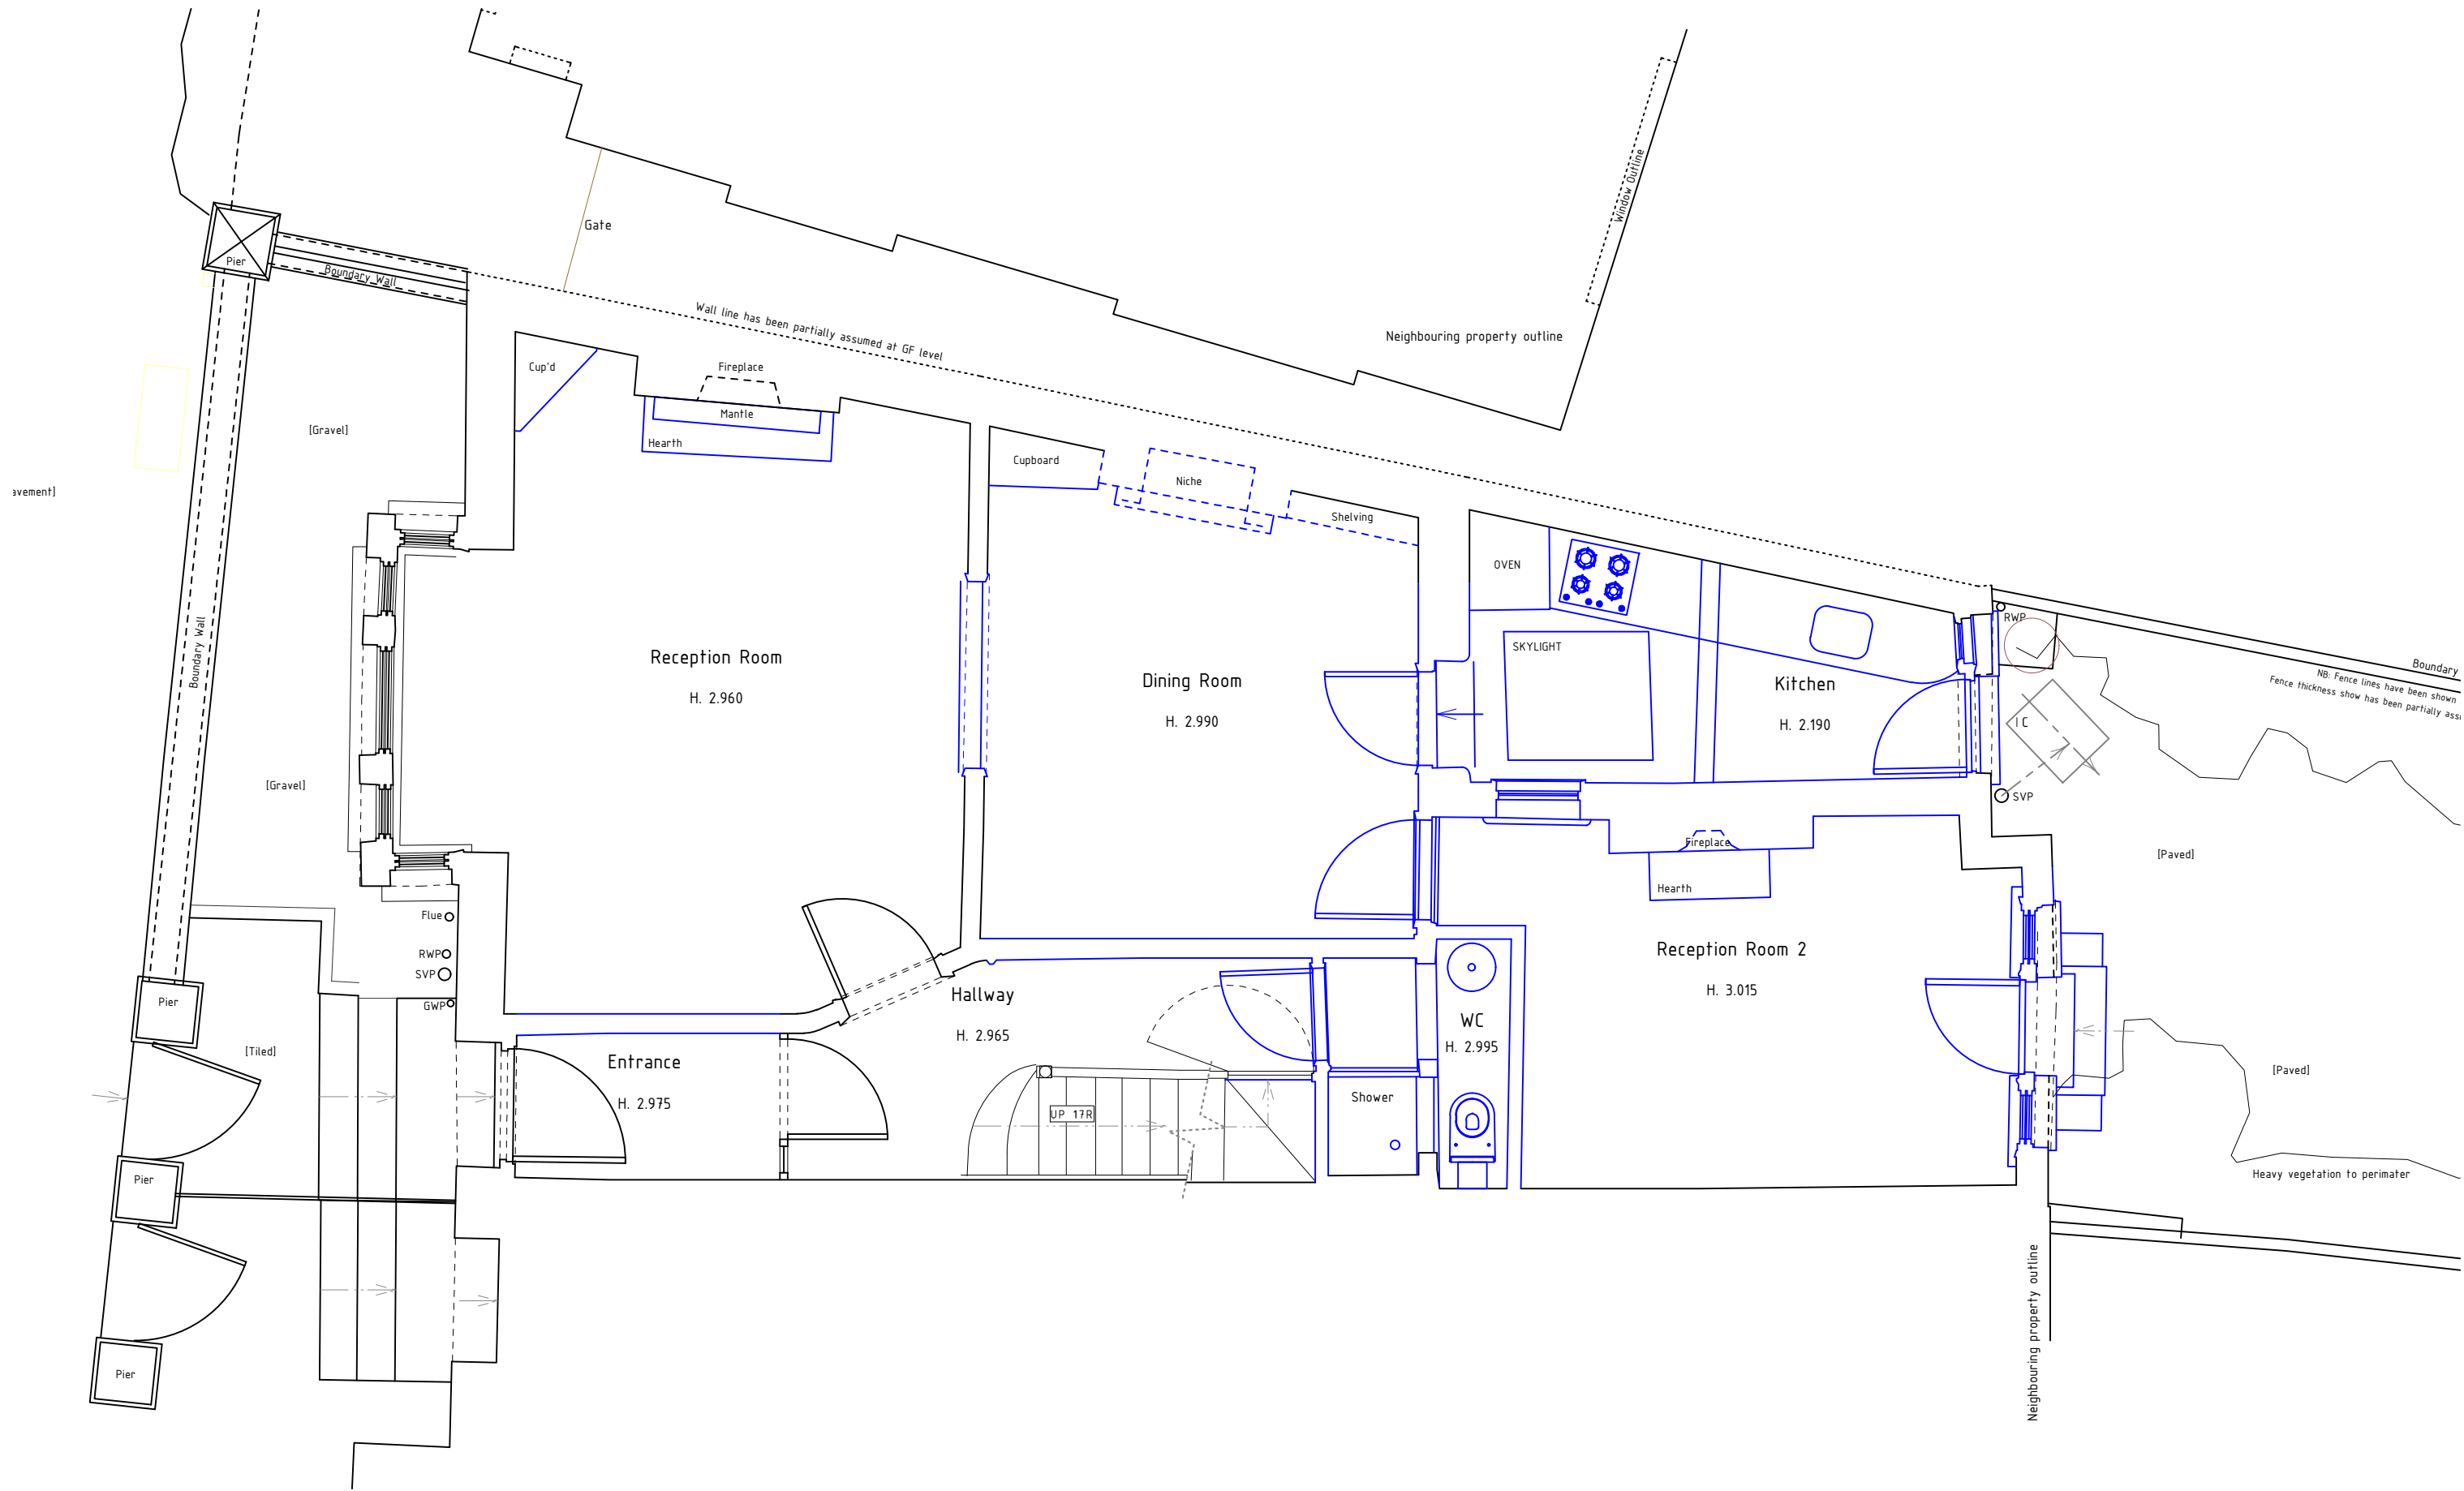 Gate
Pier
Boundary Wall
Window Outline
Wall line has been partially assumed at GF level
Neighbouring property outline
Cup'd
Fireplace
Mantle
Hearth
[Gravel]
Cupboard
Niche
Shelving
avement]
OVEN
SKYLIGHT
RWP
Boundary Wall
Reception Room
H. 2.960
Dining Room
H. 2.990
Kitchen
H. 2.190
Boundary
NB: Fence lines have been shown
Fence thickness show has been partially ass
IC
SVP
[Gravel]
Fireplace
Hearth
[Paved]
Flue
RWP
SVP
GWP
Reception Room 2
H. 3.015
Pier
Hallway
H. 2.965
WC
H. 2.995
[Tiled]
Entrance
H. 2.975
[Paved]
UP 17R
Shower
Pier
Heavy vegetation to perimater
Neighbouring property outline
Pier